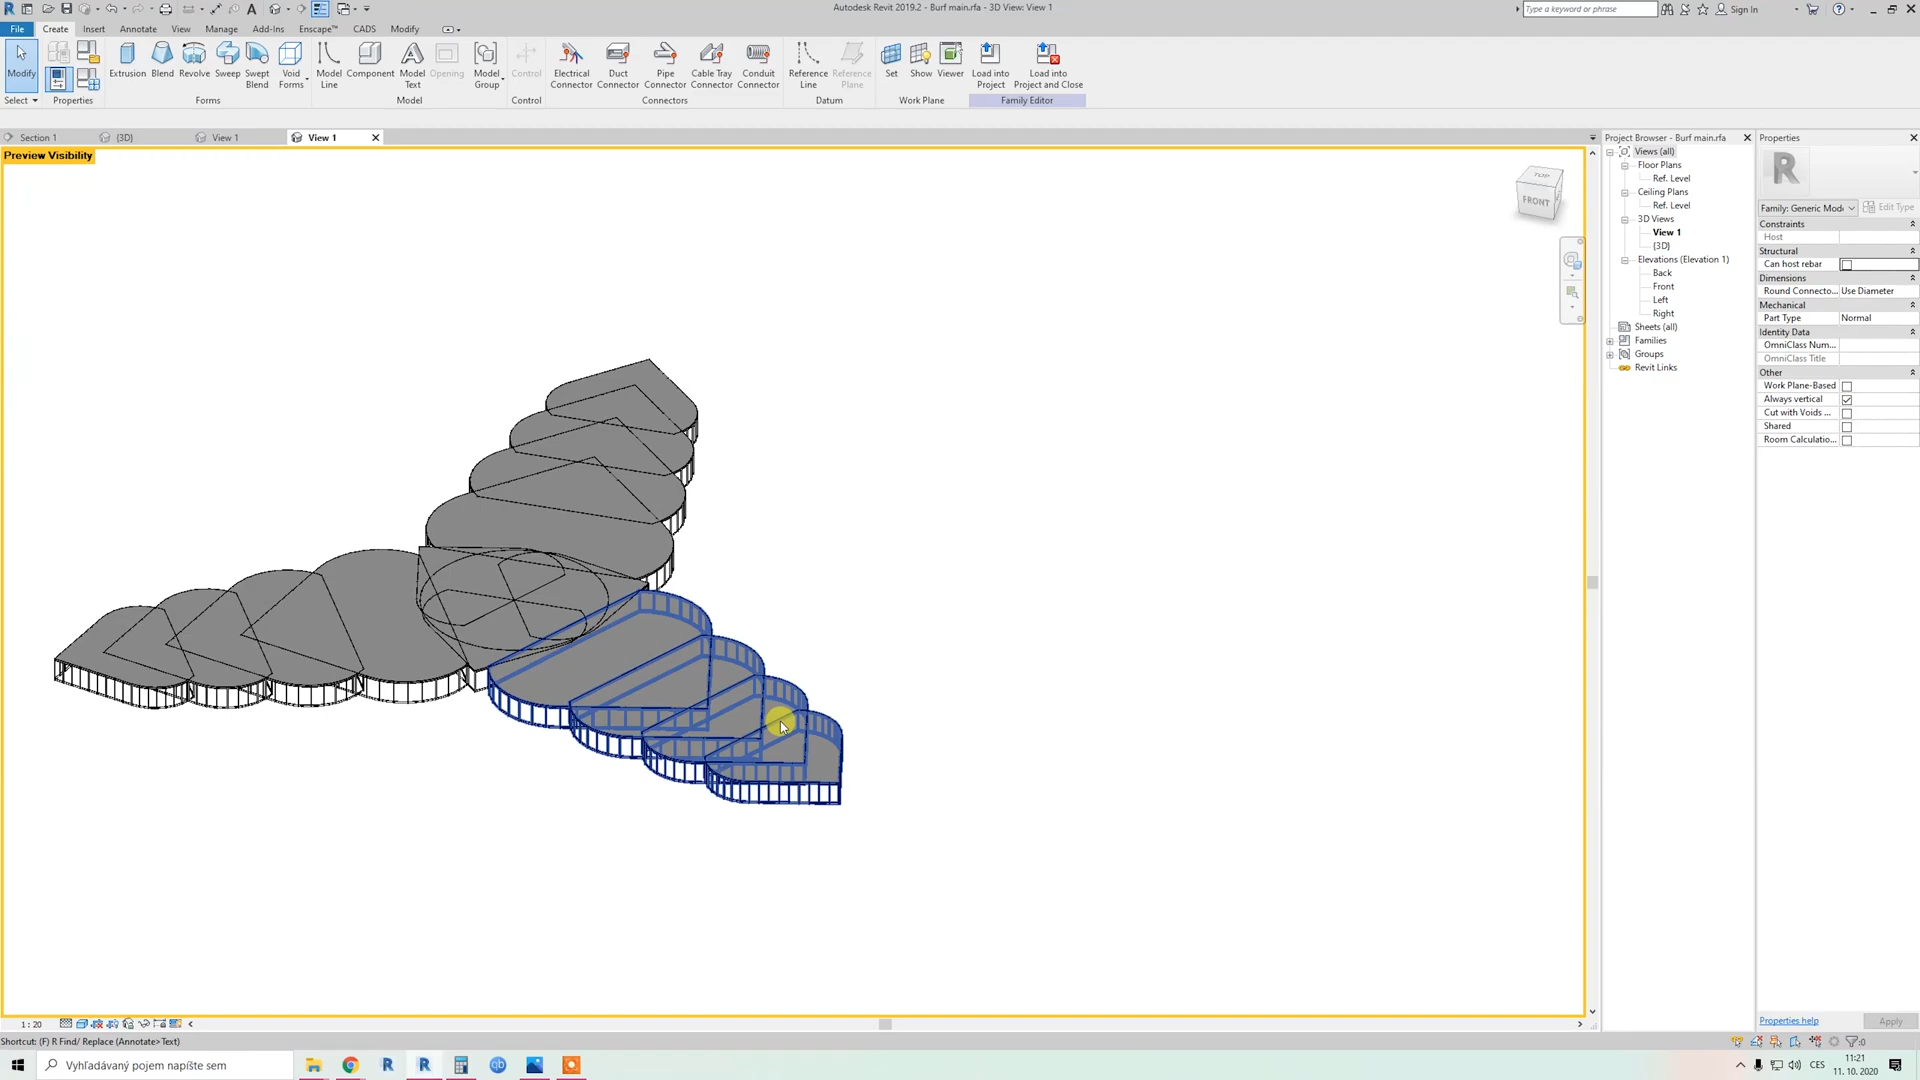 Autodesk Revit 2019.2 - Burf main.rfa - 3D View: View 1
Type a keyword or phrase
Sign In
File Create Insert Annotate View Manage Add-Ins Enscape™ CADS Modify
Modify
Extrusion Blend Revolve Sweep Swept Blend Void Forms
Model Line Component Model Text Opening Model Group Control
Electrical Connector Duct Connector Pipe Connector Cable Tray Connector Conduit Connector
Reference Line Reference Plane Set Show Viewer Load into Project Load into Project and Close
Select Properties Forms Model Control Connectors Datum Work Plane Family Editor
Section 1 {3D} View 1 View 1
Preview Visibility
TOP
FRONT
Project Browser - Burf main.rfa
Views (all)
Floor Plans
Ref. Level
Ceiling Plans
Ref. Level
3D Views
View 1
{3D}
Elevations (Elevation 1)
Back
Front
Left
Right
Sheets (all)
Families
Groups
Revit Links
Properties
R
Family: Generic Mode Edit Type
Constraints
Host
Structural
Can host rebar
Dimensions
Round Connecto... Use Diameter
Mechanical
Part Type Normal
Identity Data
OmniClass Num...
OmniClass Title
Other
Work Plane-Based
Always vertical
Cut with Voids ...
Shared
Room Calculatio...
Properties help Apply
1 : 20
Shortcut: (F) R Find/ Replace (Annotate>Text)
:0
Vyhľadávaný pojem napíšte sem
CES
11:21
11. 10. 2020